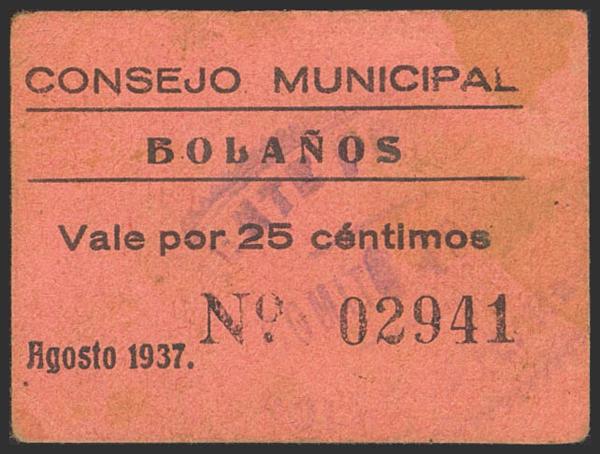 CONSEJO MUNICIPAL
BOLAÑOS
Vale por 25 céntimos
Nº. 02941
Agosto 1937.